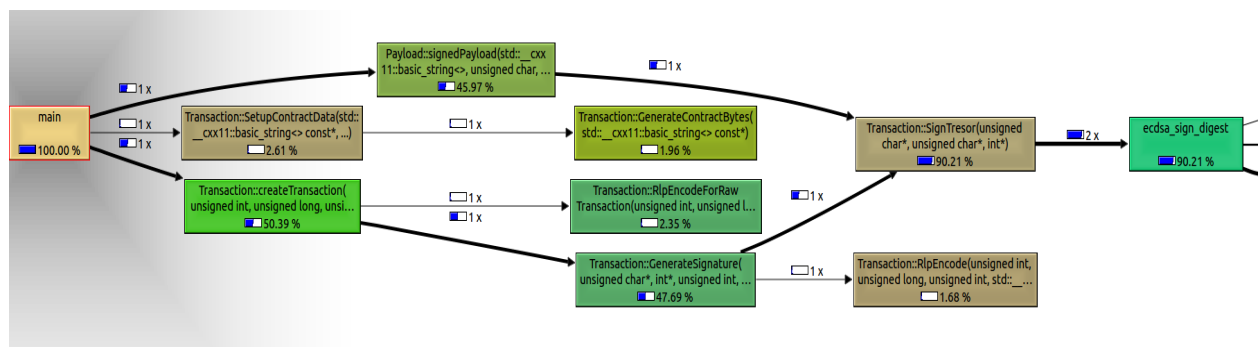 Payload::signedPayload(std::__cxx
11::basic_string<>, unsigned char, ...
45.97 %
1 x
1 x
main
100.00 %
1 x
1 x
Transaction::SetupContractData(std::
__cxx11::basic_string<> const*, ...)
2.61 %
1 x
Transaction::GenerateContractBytes(
std::__cxx11::basic_string<> const*)
1.96 %
Transaction::SignTresor(unsigned
char*, unsigned char*, int*)
90.21 %
2 x
ecdsa_sign_digest
90.21 %
Transaction::createTransaction(
unsigned int, unsigned long, unsi...
50.39 %
1 x
1 x
Transaction::RlpEncodeForRaw
Transaction(unsigned int, unsigned l...
2.35 %
1 x
Transaction::GenerateSignature(
unsigned char*, int*, unsigned int, ...
47.69 %
1 x
Transaction::RlpEncode(unsigned int,
unsigned long, unsigned int, std::__...
1.68 %